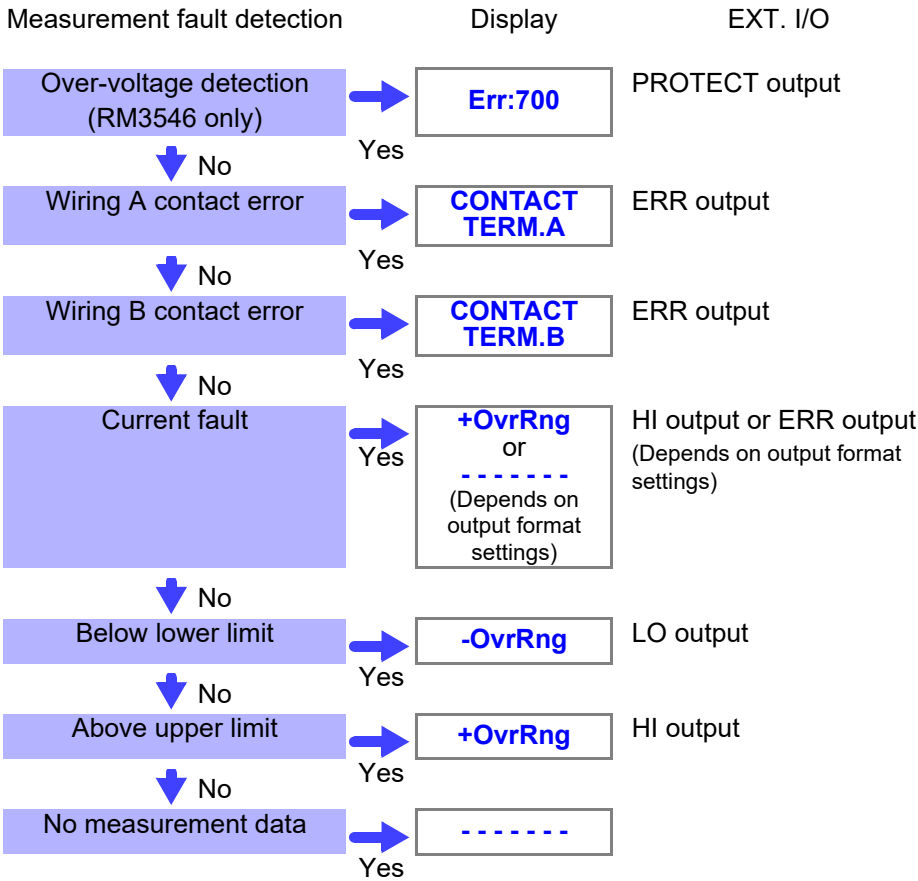 Measurement fault detection Display EXT. I/O
Over-voltage detection
(RM3546 only)
Err:700
PROTECT output
Yes
No
Wiring A contact error
CONTACT
TERM.A
ERR output
Yes
No
Wiring B contact error
CONTACT
TERM.B
ERR output
Yes
No
Current fault
+OvrRng
or
- - - - - - -
(Depends on
output format
settings)
HI output or ERR output
(Depends on output format
settings)
Yes
No
Below lower limit
-OvrRng
LO output
Yes
No
Above upper limit
+OvrRng
HI output
Yes
No
No measurement data
- - - - - - -
Yes